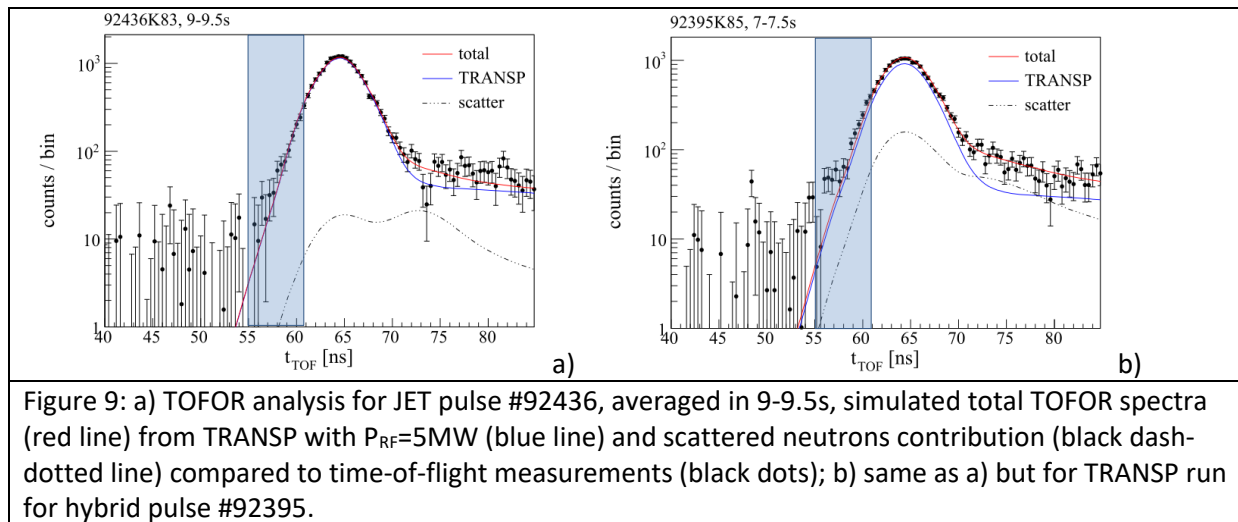 92436K83, 9-9.5s
total
TRANSP
scatter
counts / bin
10³
10²
10
1
40 45 50 55 60 65 70 75 80
t_TOF [ns]
a)
92395K85, 7-7.5s
total
TRANSP
scatter
counts / bin
10³
10²
10
1
40 45 50 55 60 65 70 75 80
t_TOF [ns]
b)
Figure 9: a) TOFOR analysis for JET pulse #92436, averaged in 9-9.5s, simulated total TOFOR spectra
(red line) from TRANSP with P_RF=5MW (blue line) and scattered neutrons contribution (black dash-
dotted line) compared to time-of-flight measurements (black dots); b) same as a) but for TRANSP run
for hybrid pulse #92395.